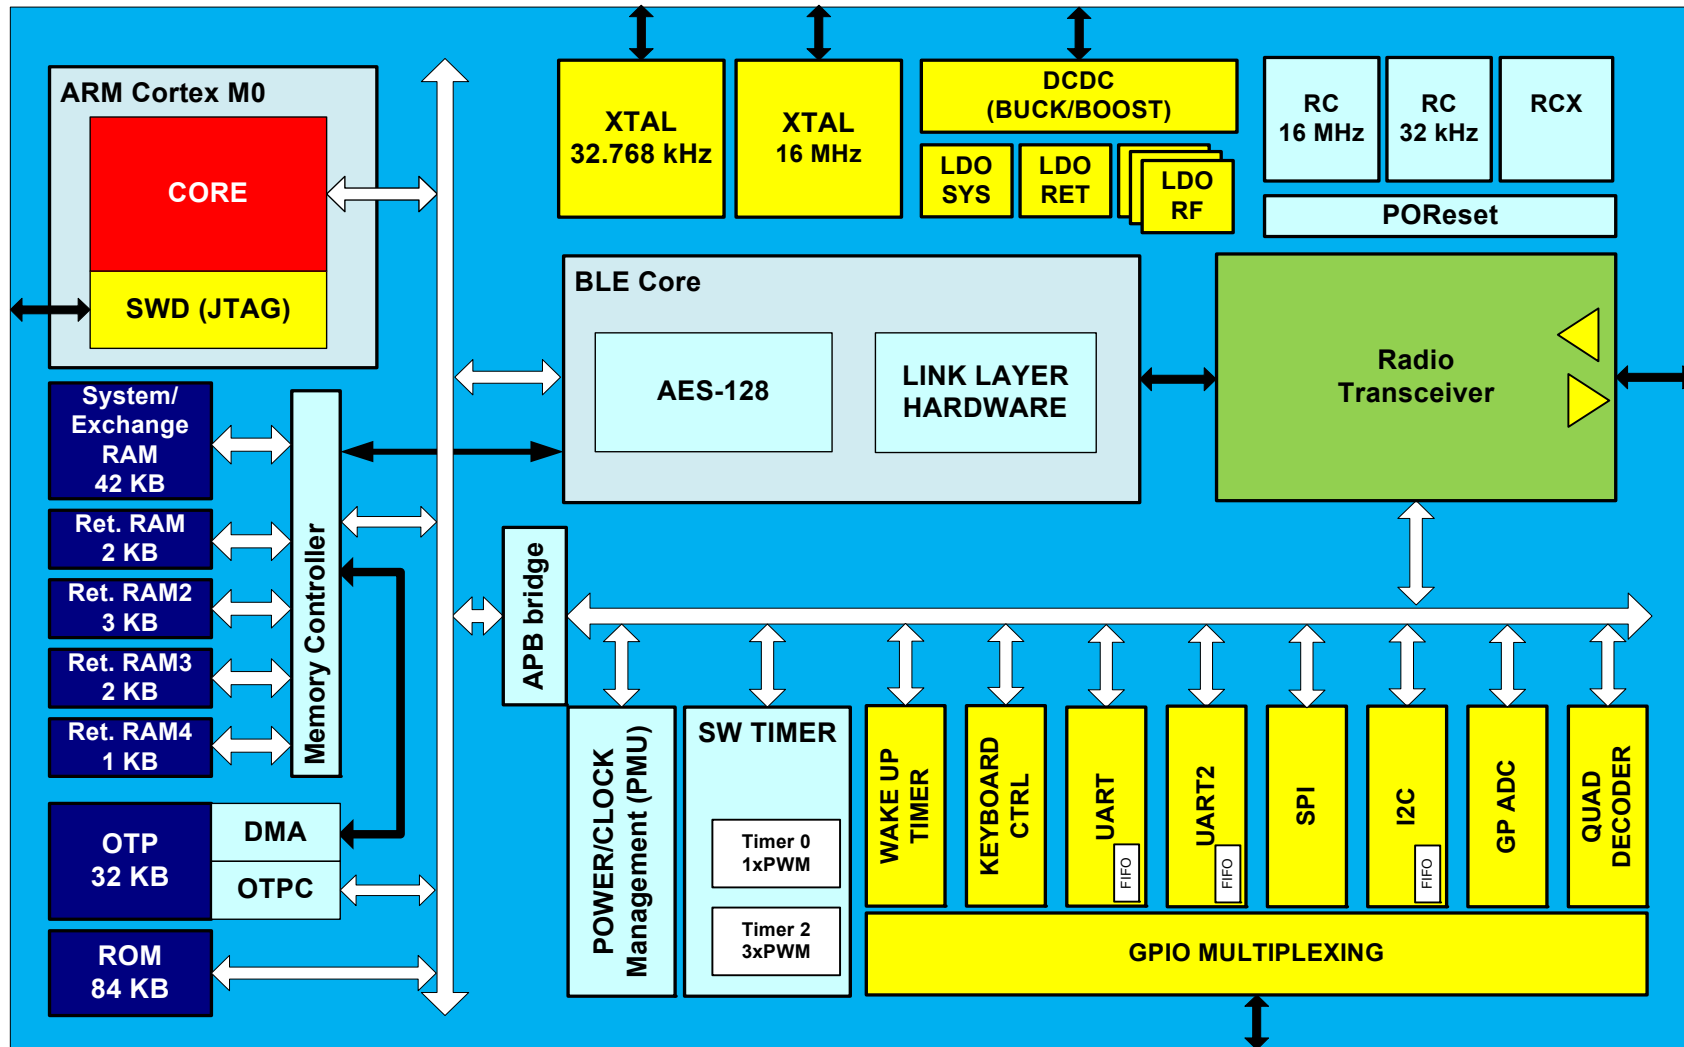 ARM Cortex M0
CORE
SWD (JTAG)
XTAL
32.768 kHz
XTAL
16 MHz
DCDC
(BUCK/BOOST)
LDO
SYS
LDO
RET
LDO
RF
RC
16 MHz
RC
32 kHz
RCX
POReset
BLE Core
AES-128
LINK LAYER
HARDWARE
Radio
Transceiver
System/
Exchange
RAM
42 KB
Ret. RAM
2 KB
Ret. RAM2
3 KB
Ret. RAM3
2 KB
Ret. RAM4
1 KB
Memory Controller
OTP
32 KB
DMA
OTPC
ROM
84 KB
APB bridge
POWER/CLOCK
Management (PMU)
SW TIMER
Timer 0
1xPWM
Timer 2
3xPWM
WAKE UP
TIMER
KEYBOARD
CTRL
UART
FIFO
UART2
FIFO
SPI
I2C
FIFO
GP ADC
QUAD
DECODER
GPIO MULTIPLEXING